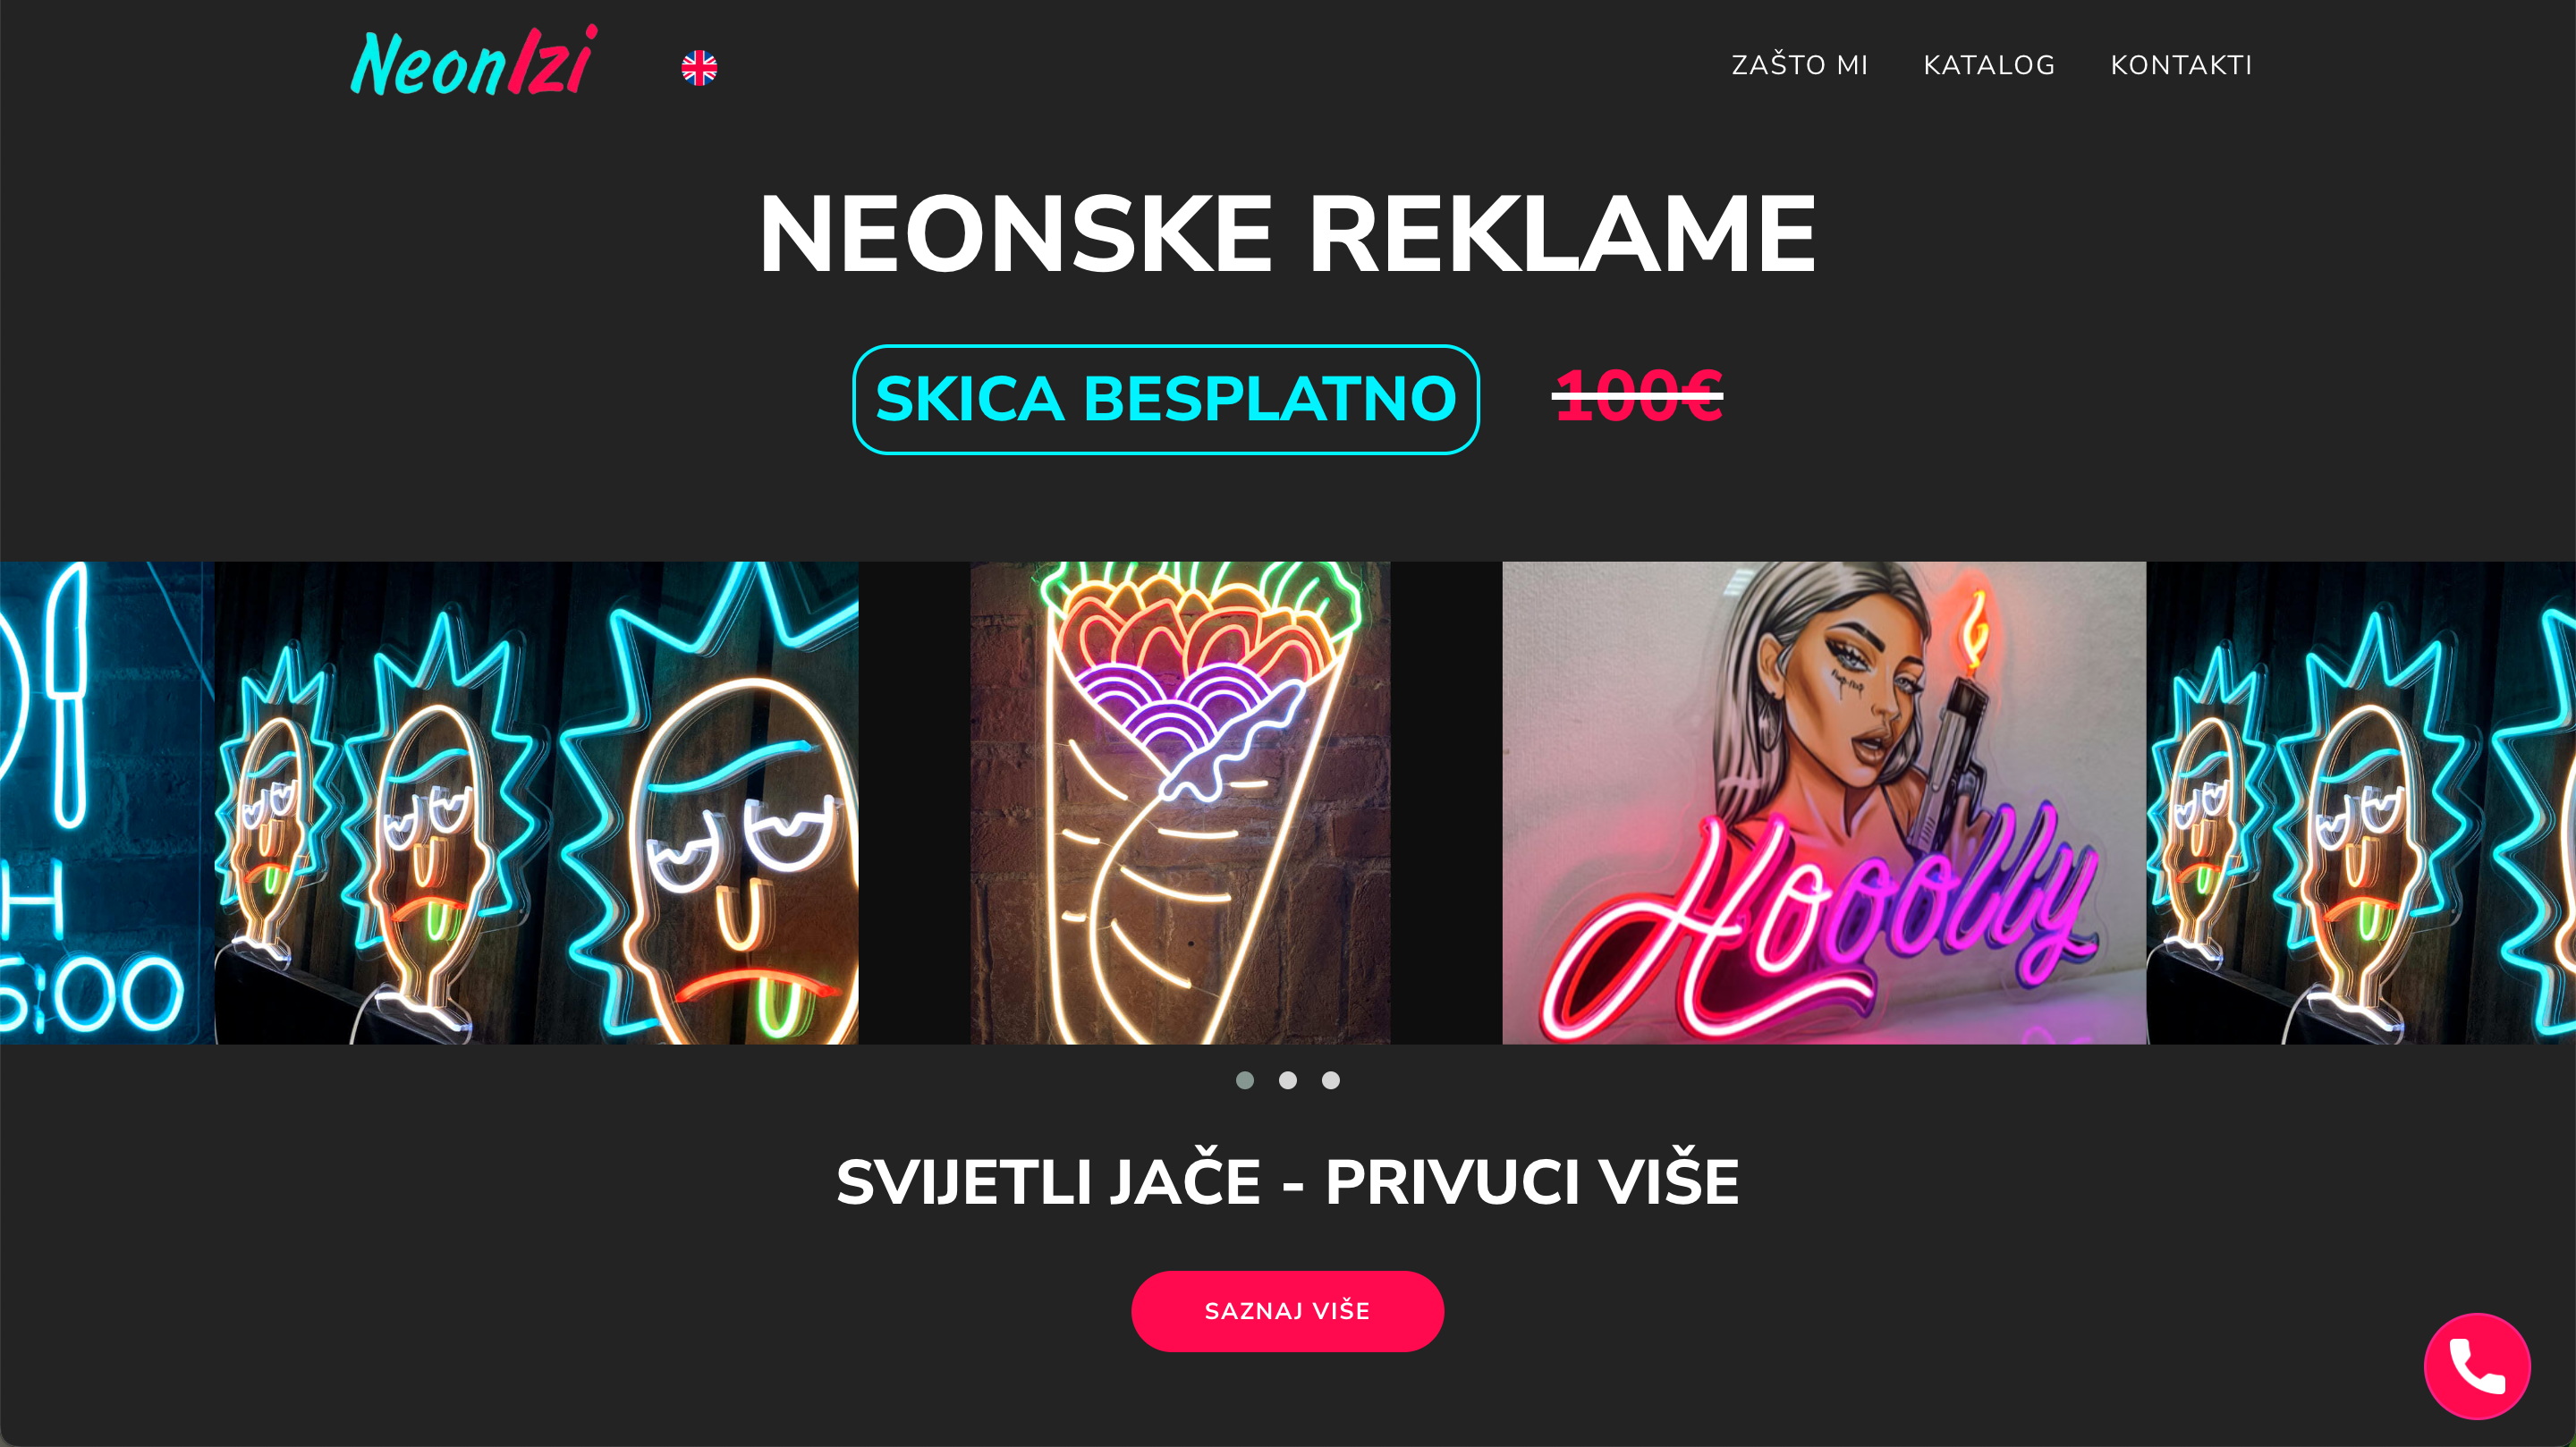 NeonIzi
ZAŠTO MI KATALOG KONTAKTI
NEONSKE REKLAME
SKICA BESPLATNO 100€
H
5:00
Hooolly
SVIJETLI JAČE - PRIVUCI VIŠE
SAZNAJ VIŠE